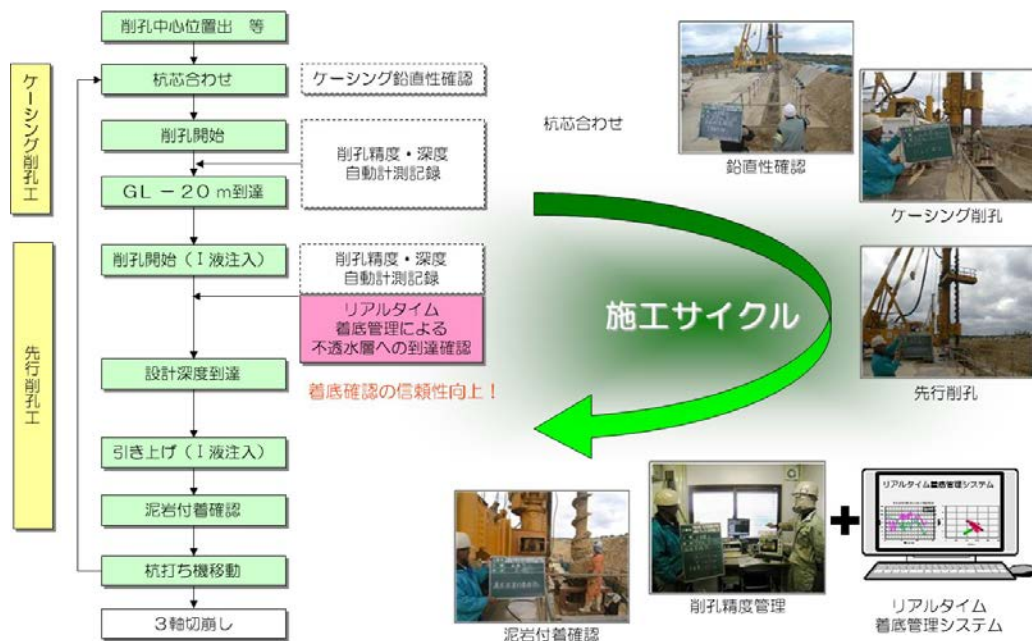 削孔中心位置出 等
ケーシング削孔工
杭芯合わせ
ケーシング鉛直性確認
削孔開始
削孔精度・深度
自動計測記録
GL－20m到達
先行削孔工
削孔開始（Ⅰ液注入）
削孔精度・深度
自動計測記録
リアルタイム
着底管理による
不透水層への到達確認
設計深度到達
着底確認の信頼性向上！
引き上げ（Ⅰ液注入）
泥岩付着確認
杭打ち機移動
3軸切崩し
杭芯合わせ
鉛直性確認
ケーシング削孔
施工サイクル
先行削孔
泥岩付着確認
削孔精度管理
リアルタイム着底管理システム
リアルタイム
着底管理システム